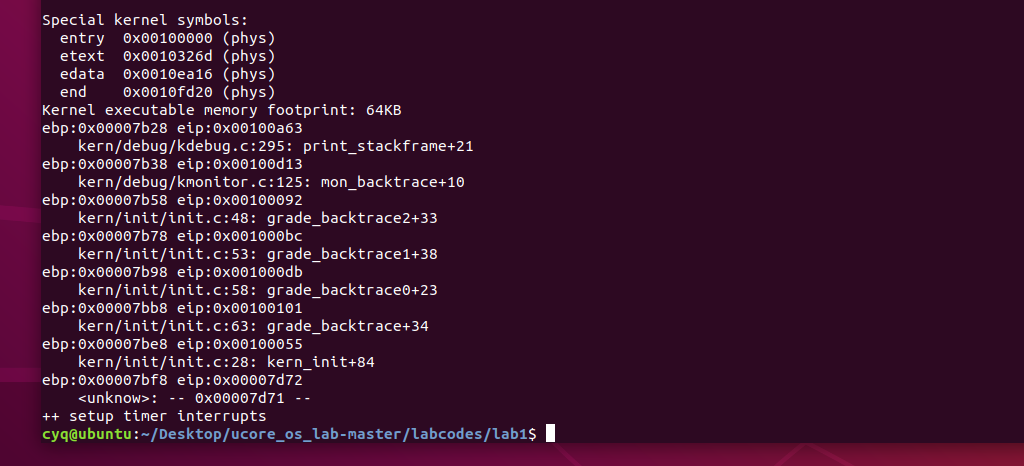 Special kernel symbols:
  entry  0x00100000 (phys)
  etext  0x0010326d (phys)
  edata  0x0010ea16 (phys)
  end    0x0010fd20 (phys)
Kernel executable memory footprint: 64KB
ebp:0x00007b28 eip:0x00100a63
    kern/debug/kdebug.c:295: print_stackframe+21
ebp:0x00007b38 eip:0x00100d13
    kern/debug/kmonitor.c:125: mon_backtrace+10
ebp:0x00007b58 eip:0x00100092
    kern/init/init.c:48: grade_backtrace2+33
ebp:0x00007b78 eip:0x001000bc
    kern/init/init.c:53: grade_backtrace1+38
ebp:0x00007b98 eip:0x001000db
    kern/init/init.c:58: grade_backtrace0+23
ebp:0x00007bb8 eip:0x00100101
    kern/init/init.c:63: grade_backtrace+34
ebp:0x00007be8 eip:0x00100055
    kern/init/init.c:28: kern_init+84
ebp:0x00007bf8 eip:0x00007d72
    <unknow>: -- 0x00007d71 --
++ setup timer interrupts
cyq@ubuntu:~/Desktop/ucore_os_lab-master/labcodes/lab1$